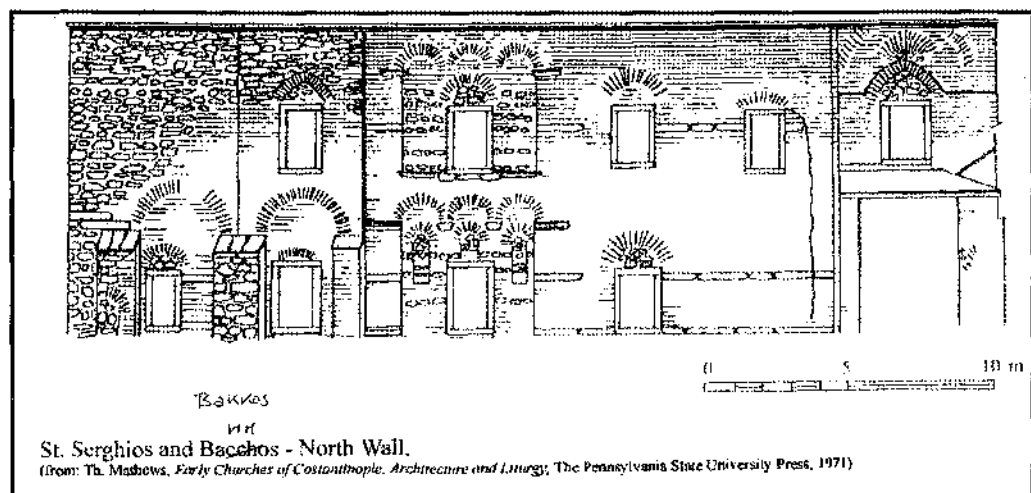 0 5 10 m
Bakkos
St. Serghios and Bacchos - North Wall.
(from: Th. Mathews, Early Churches of Costantinople. Architecture and Liturgy, The Pennsylvania State University Press, 1971)